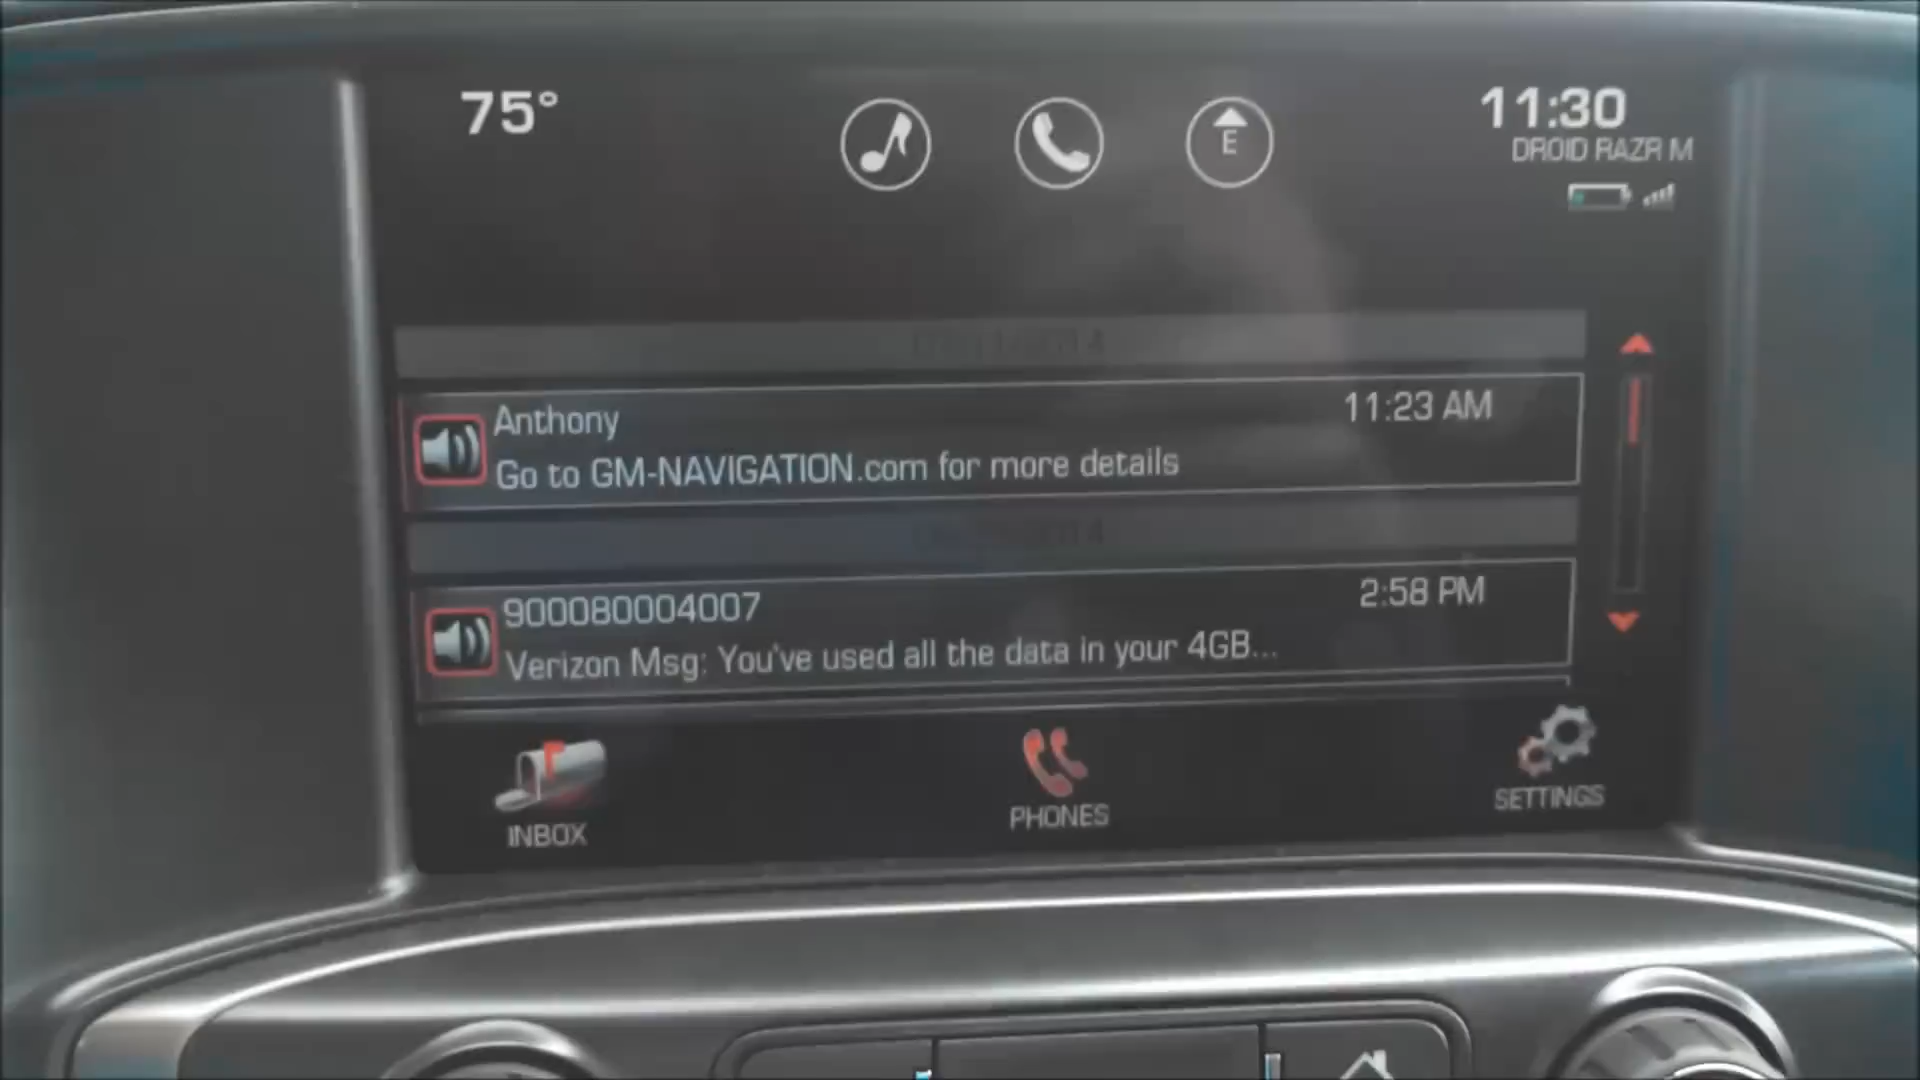 75°
E
11:30
DROID RAZR M
Anthony
11:23 AM
Go to GM-NAVIGATION.com for more details
900080004007
2:58 PM
Verizon Msg: You've used all the data in your 4GB...
INBOX
PHONES
SETTINGS